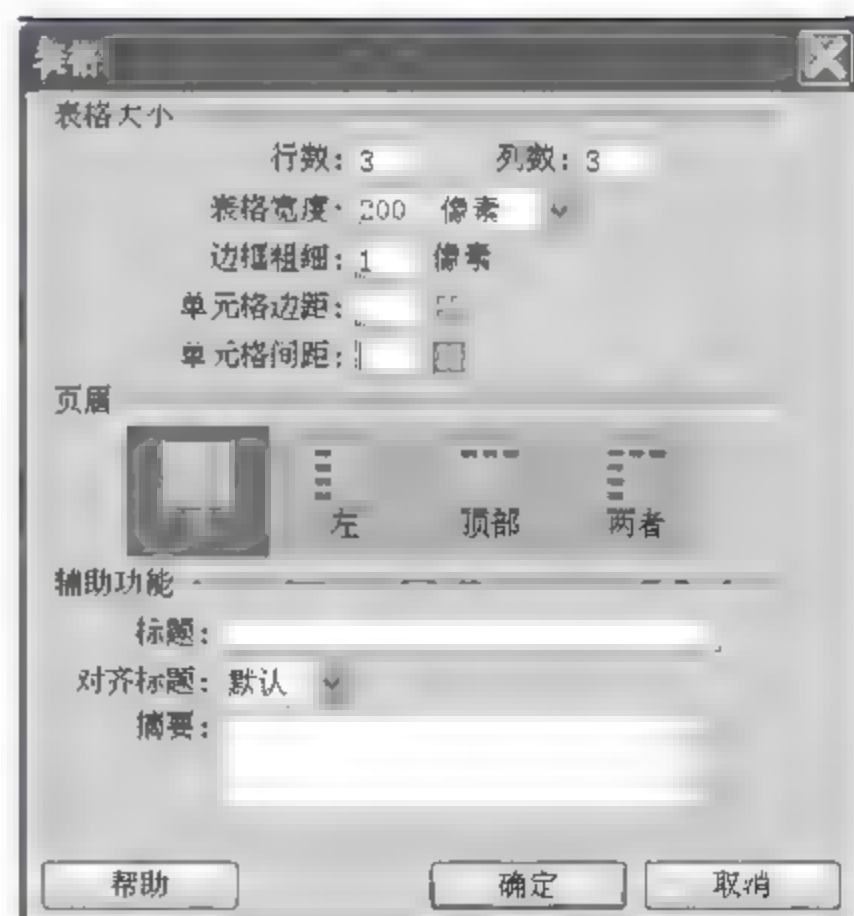 表格
表格大小
行数: 3 列数: 3
表格宽度: 200 像素
边框粗细: 1 像素
单元格边距:
单元格间距:
页眉
左 顶部 两者
辅助功能
标题:
对齐标题: 默认
摘要:
帮助 确定 取消